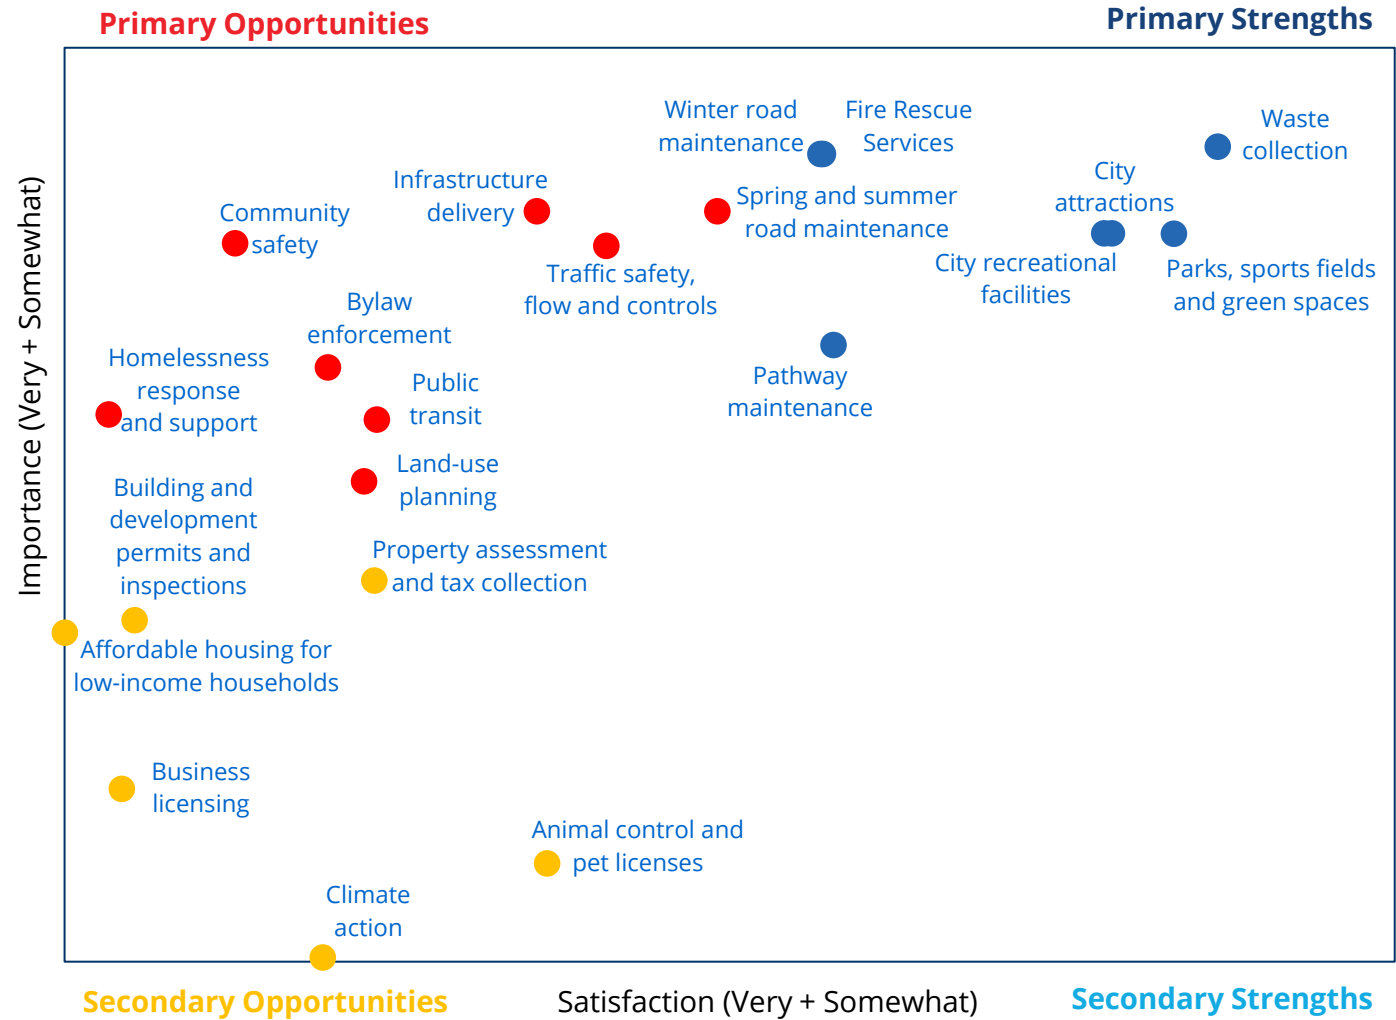 Primary Opportunities
Primary Strengths
Winter road
maintenance
Fire Rescue
Services
Waste
collection
City
attractions
Infrastructure
delivery
Spring and summer
road maintenance
Community
safety
City recreational
facilities
Parks, sports fields
and green spaces
Traffic safety,
flow and controls
Bylaw
enforcement
Homelessness
response
and support
Public
transit
Pathway
maintenance
Land-use
planning
Building and
development
permits and
inspections
Property assessment
and tax collection
Affordable housing for
low-income households
Business
licensing
Animal control and
pet licenses
Climate
action
Importance (Very + Somewhat)
Secondary Opportunities
Satisfaction (Very + Somewhat)
Secondary Strengths